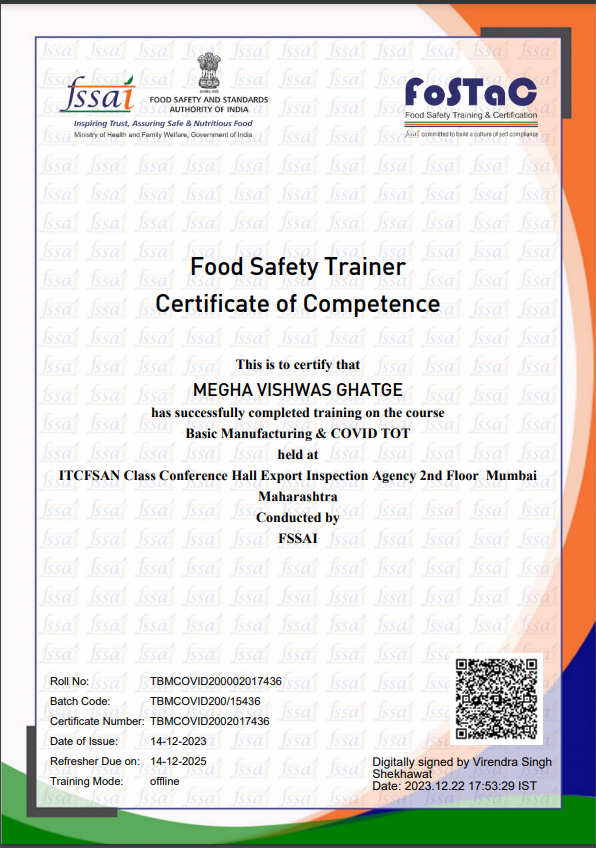 fssai
FOOD SAFETY AND STANDARDS
AUTHORITY OF INDIA
Inspiring Trust, Assuring Safe & Nutritious Food
Ministry of Health and Family Welfare, Government of India
FoSTaC
Food Safety Training & Certification
fssai committed to build a culture of self compliance
Food Safety Trainer
Certificate of Competence
This is to certify that
MEGHA VISHWAS GHATGE
has successfully completed training on the course
Basic Manufacturing & COVID TOT
held at
ITCFSAN Class Conference Hall Export Inspection Agency 2nd Floor Mumbai
Maharashtra
Conducted by
FSSAI
Roll No: TBMCOVID200002017436
Batch Code: TBMCOVID200/15436
Certificate Number: TBMCOVID2002017436
Date of Issue: 14-12-2023
Refresher Due on: 14-12-2025
Training Mode: offline
Digitally signed by Virendra Singh
Shekhawat
Date: 2023.12.22 17:53:29 IST